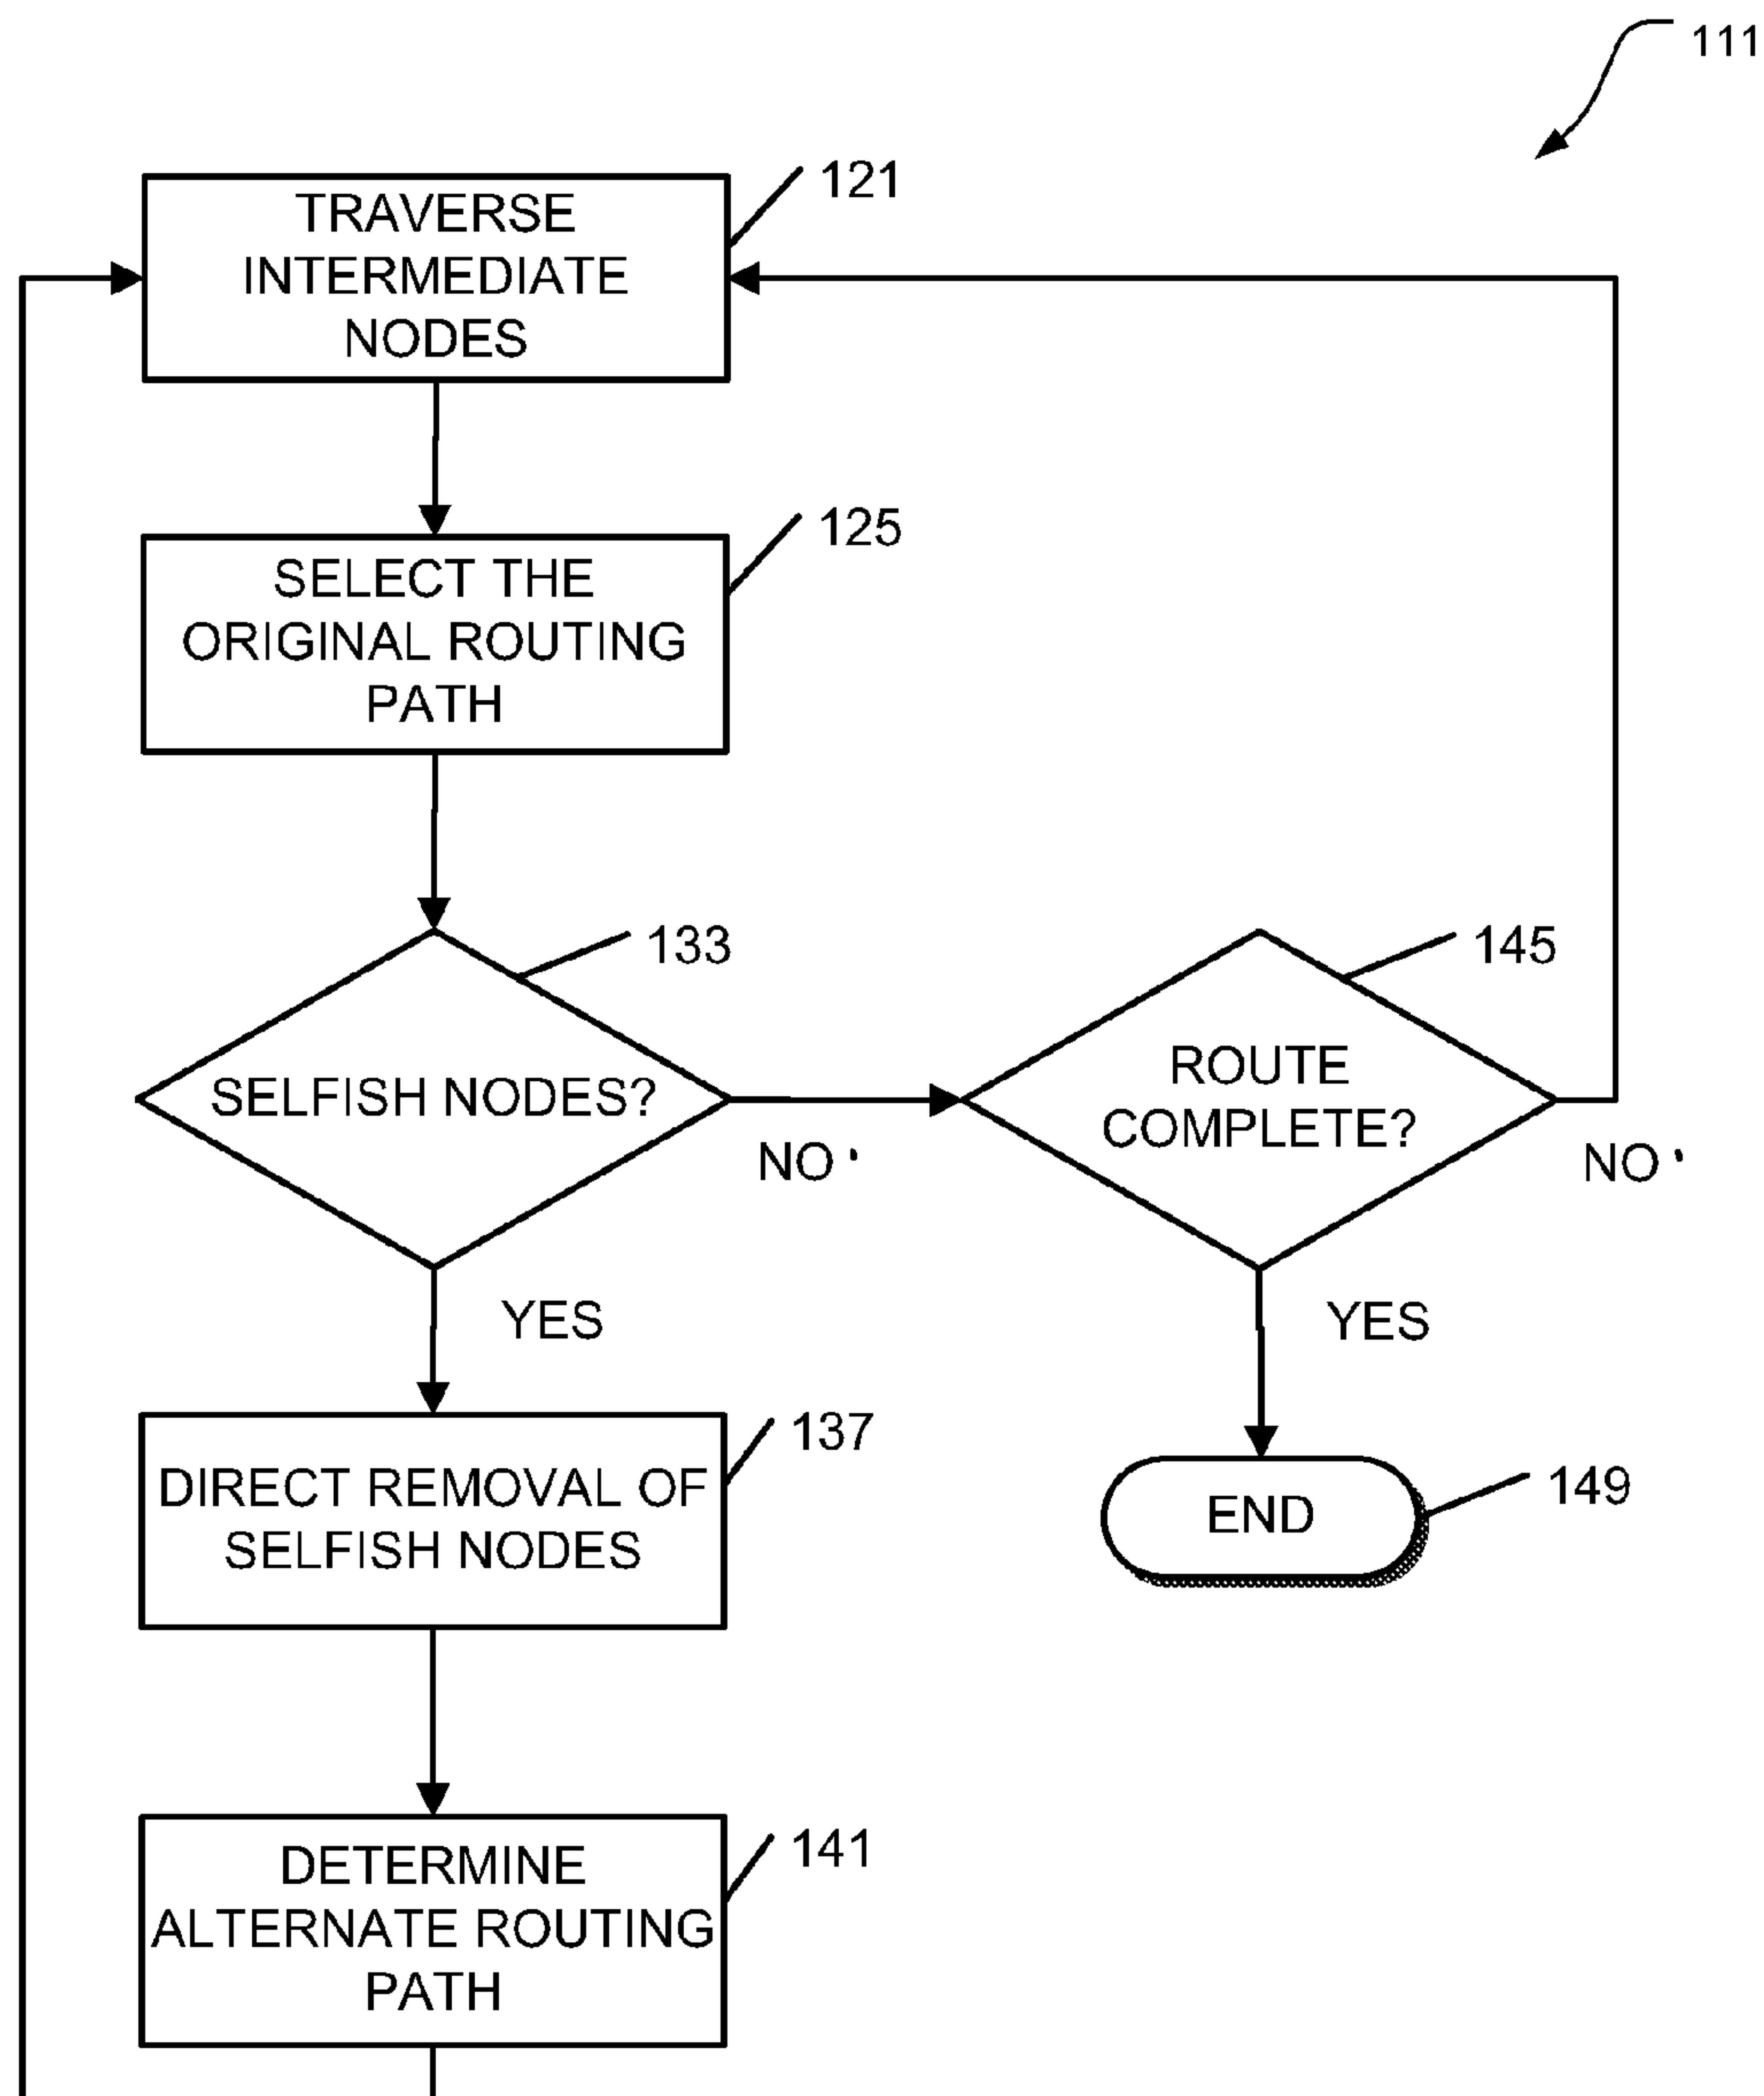 111
TRAVERSE
INTERMEDIATE
NODES
121
SELECT THE
ORIGINAL ROUTING
PATH
125
SELFISH NODES?
133
NO
YES
ROUTE
COMPLETE?
145
NO
YES
DIRECT REMOVAL OF
SELFISH NODES
137
END
149
DETERMINE
ALTERNATE ROUTING
PATH
141